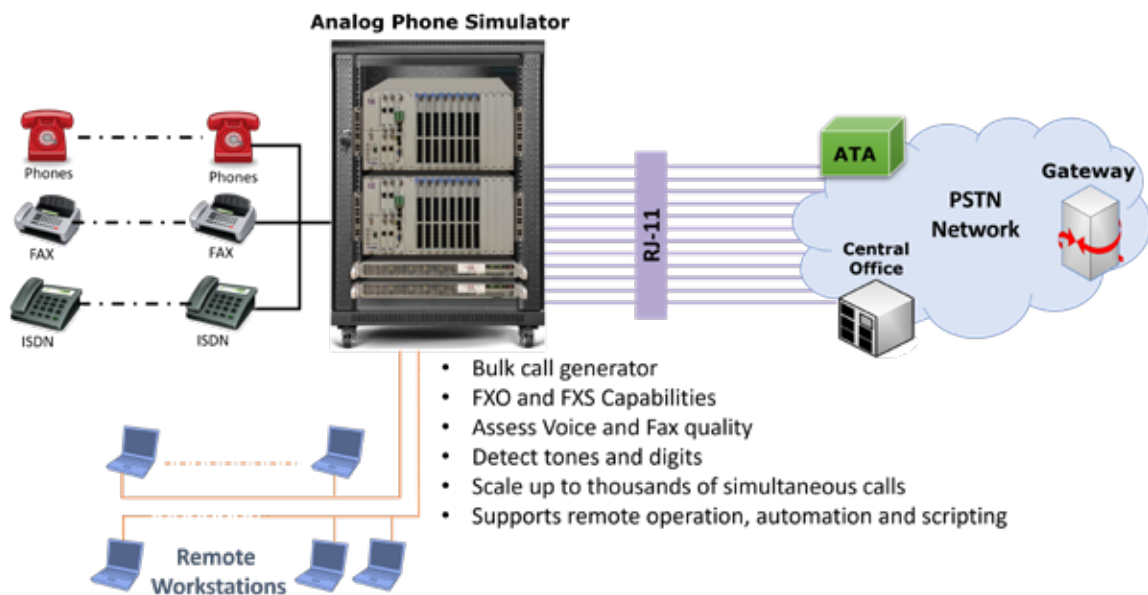 Analog Phone Simulator
Phones
Phones
FAX
FAX
ISDN
ISDN
RJ-11
ATA
Gateway
PSTN
Network
Central
Office
• Bulk call generator
• FXO and FXS Capabilities
• Assess Voice and Fax quality
• Detect tones and digits
• Scale up to thousands of simultaneous calls
• Supports remote operation, automation and scripting
Remote
Workstations